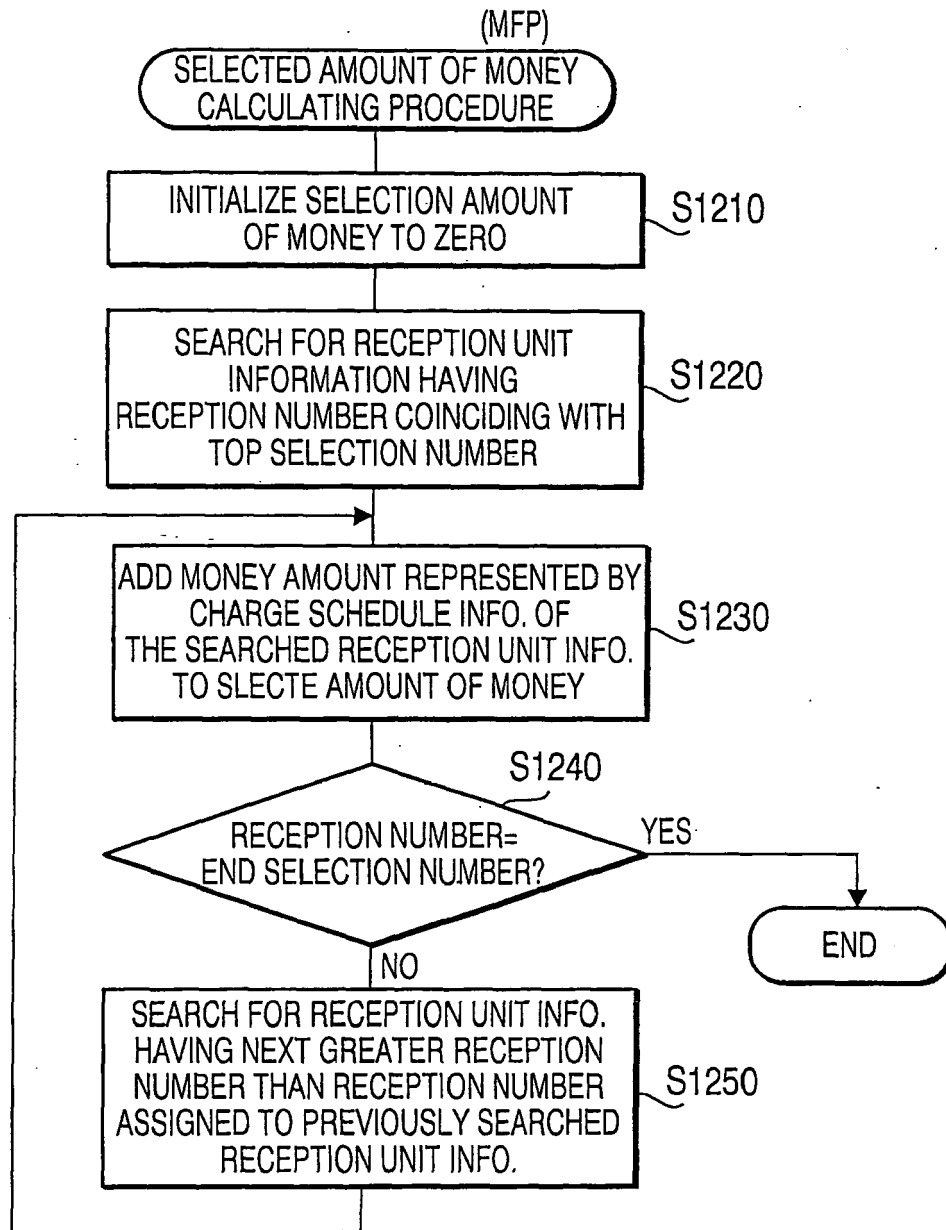 (MFP)
SELECTED AMOUNT OF MONEY
CALCULATING PROCEDURE
INITIALIZE SELECTION AMOUNT
OF MONEY TO ZERO
S1210
SEARCH FOR RECEPTION UNIT
INFORMATION HAVING
RECEPTION NUMBER COINCIDING WITH
TOP SELECTION NUMBER
S1220
ADD MONEY AMOUNT REPRESENTED BY
CHARGE SCHEDULE INFO. OF
THE SEARCHED RECEPTION UNIT INFO.
TO SLECTE AMOUNT OF MONEY
S1230
S1240
RECEPTION NUMBER=
END SELECTION NUMBER?
YES
END
NO
SEARCH FOR RECEPTION UNIT INFO.
HAVING NEXT GREATER RECEPTION
NUMBER THAN RECEPTION NUMBER
ASSIGNED TO PREVIOUSLY SEARCHED
RECEPTION UNIT INFO.
S1250